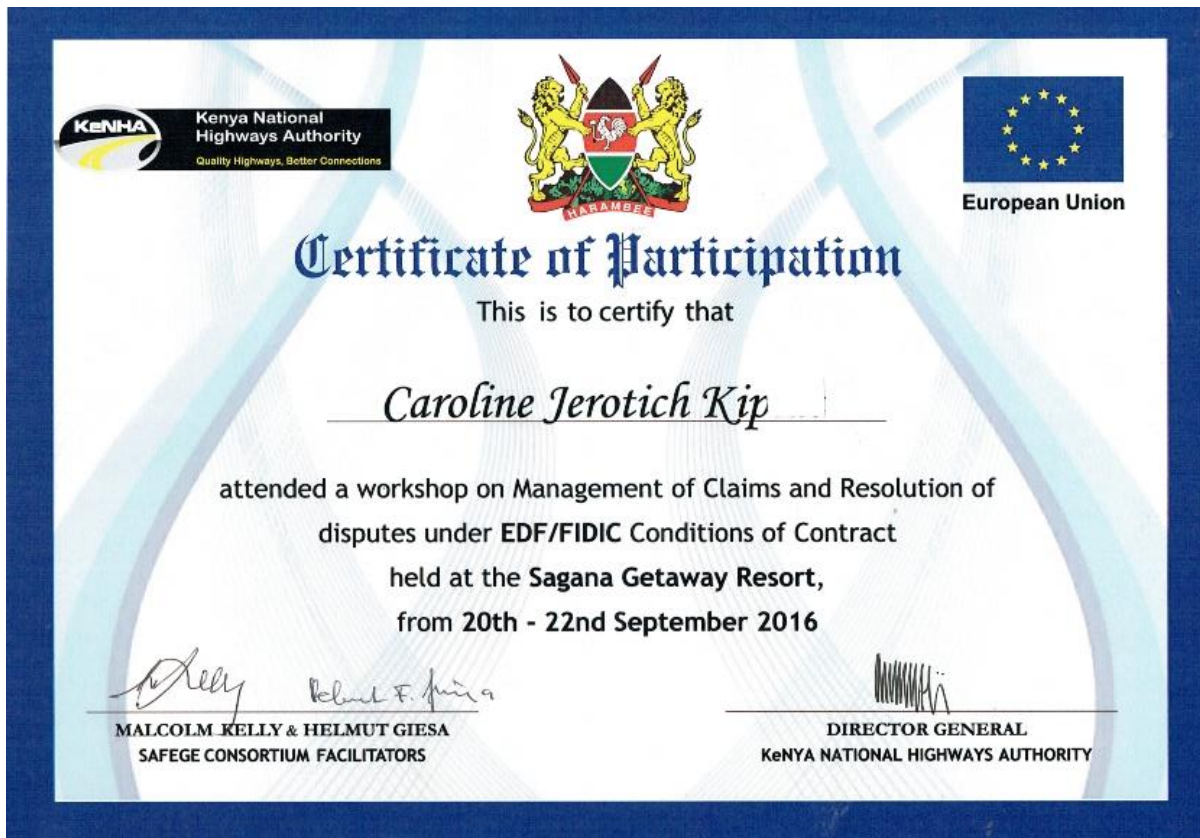 KeNHA
Kenya National
Highways Authority
Quality Highways, Better Connections
HARAMBEE
European Union
Certificate of Participation
This is to certify that
Caroline Jerotich Kip
attended a workshop on Management of Claims and Resolution of
disputes under EDF/FIDIC Conditions of Contract
held at the Sagana Getaway Resort,
from 20th - 22nd September 2016
MALCOLM KELLY & HELMUT GIESA
SAFEGE CONSORTIUM FACILITATORS
DIRECTOR GENERAL
KeNYA NATIONAL HIGHWAYS AUTHORITY